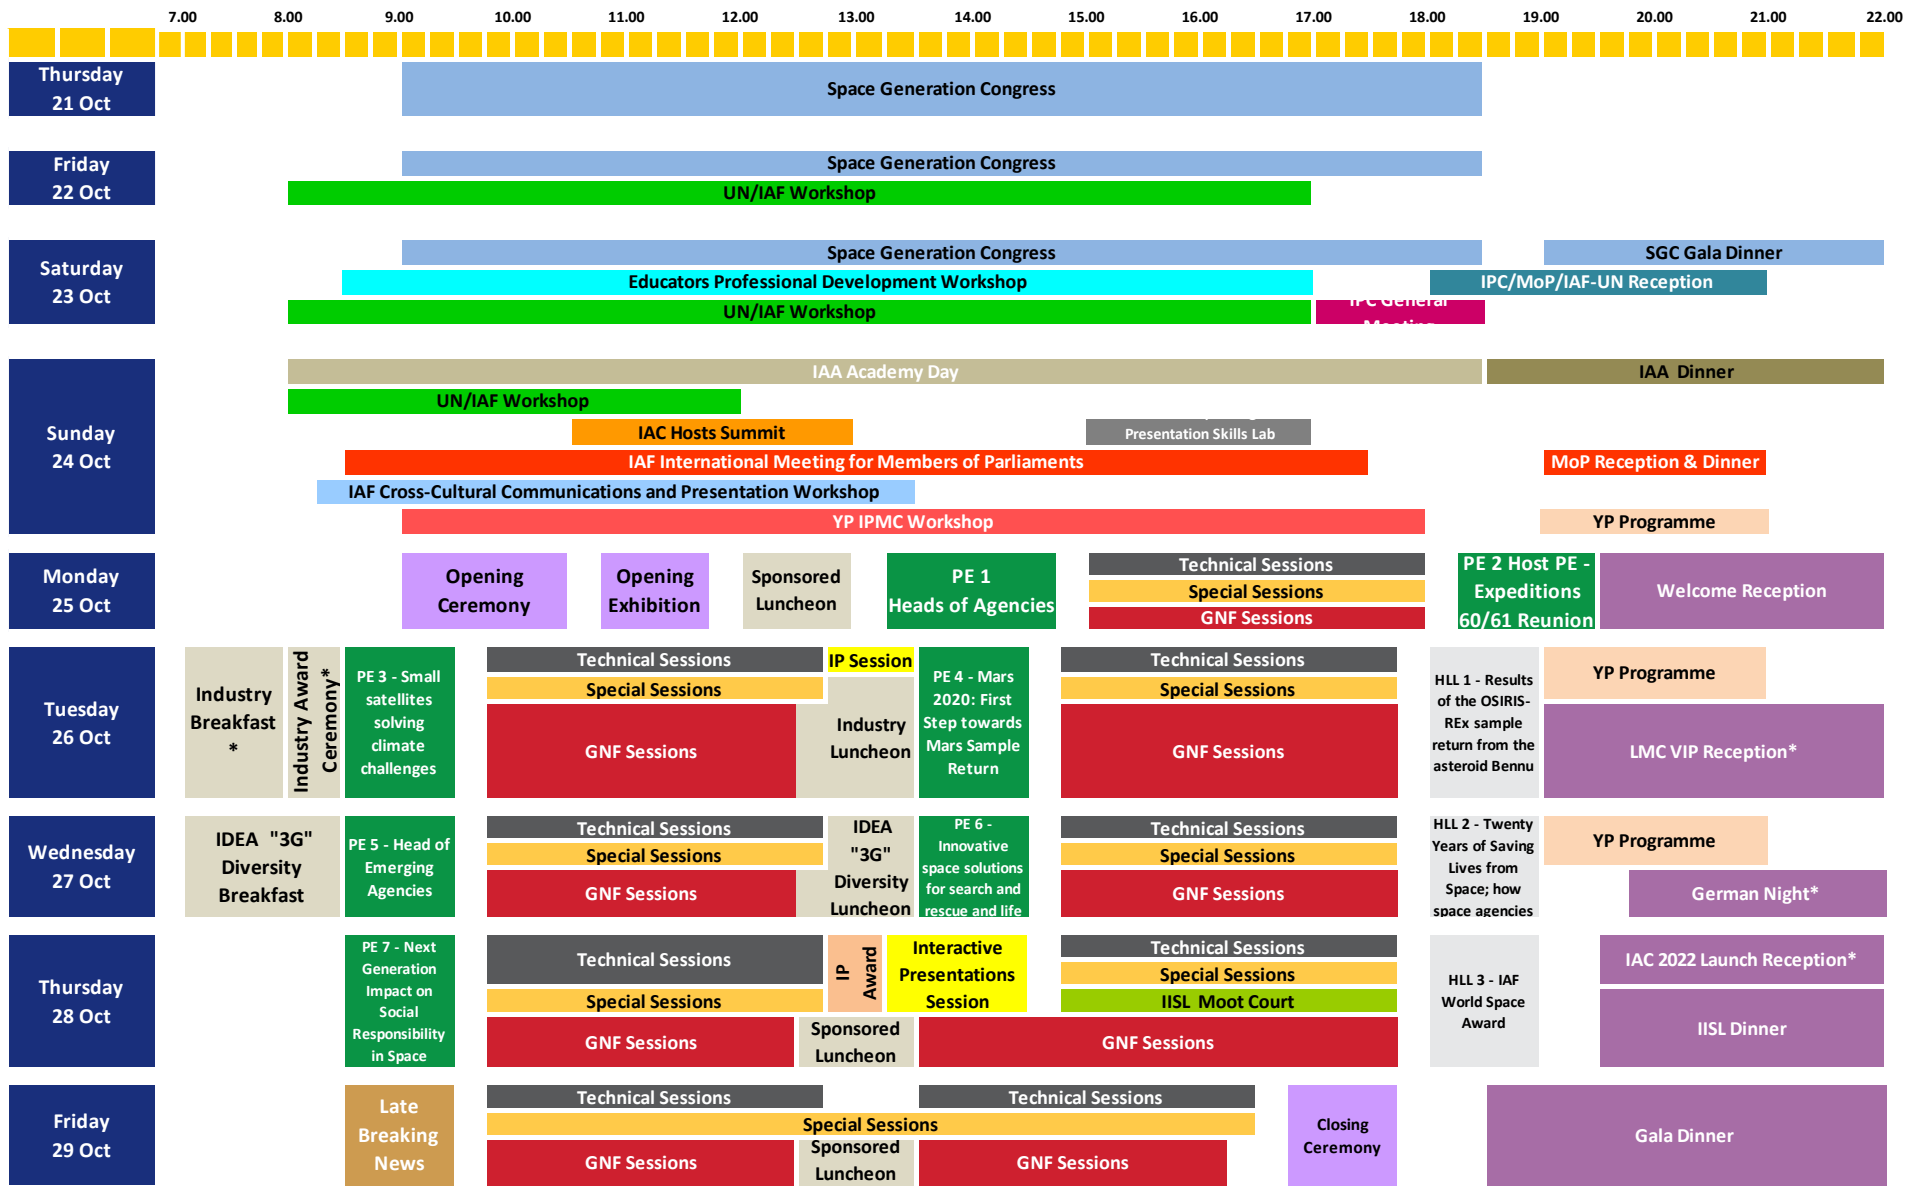 7.00 8.00 9.00 10.00 11.00 12.00 13.00 14.00 15.00 16.00 17.00 18.00 19.00 20.00 21.00 22.00
Thursday
21 Oct
Space Generation Congress
Friday
22 Oct
Space Generation Congress
UN/IAF Workshop
Saturday
23 Oct
Space Generation Congress
SGC Gala Dinner
Educators Professional Development Workshop
IPC/MoP/IAF-UN Reception
UN/IAF Workshop
IPC General
Meeting
Sunday
24 Oct
IAA Academy Day
IAA Dinner
UN/IAF Workshop
IAC Hosts Summit
Presentation Skills Lab
IAF International Meeting for Members of Parliaments
MoP Reception & Dinner
IAF Cross-Cultural Communications and Presentation Workshop
YP IPMC Workshop
YP Programme
Monday
25 Oct
Opening
Ceremony
Opening
Exhibition
Sponsored
Luncheon
PE 1
Heads of Agencies
Technical Sessions
Special Sessions
GNF Sessions
PE 2 Host PE -
Expeditions
60/61 Reunion
Welcome Reception
Tuesday
26 Oct
Industry
Breakfast
*
Industry Award
Ceremony*
PE 3 - Small
satellites
solving
climate
challenges
Technical Sessions
Special Sessions
GNF Sessions
IP Session
Industry
Luncheon
PE 4 - Mars
2020: First
Step towards
Mars Sample
Return
Technical Sessions
Special Sessions
GNF Sessions
HLL 1 - Results
of the OSIRIS-
REx sample
return from the
asteroid Bennu
YP Programme
LMC VIP Reception*
Wednesday
27 Oct
IDEA "3G"
Diversity
Breakfast
PE 5 - Head of
Emerging
Agencies
Technical Sessions
Special Sessions
GNF Sessions
IDEA
"3G"
Diversity
Luncheon
PE 6 -
Innovative
space solutions
for search and
rescue and life
Technical Sessions
Special Sessions
GNF Sessions
HLL 2 - Twenty
Years of Saving
Lives from
Space; how
space agencies
YP Programme
German Night*
Thursday
28 Oct
PE 7 - Next
Generation
Impact on
Social
Responsibility
in Space
Technical Sessions
Special Sessions
GNF Sessions
IP
Award
Sponsored
Luncheon
Interactive
Presentations
Session
Technical Sessions
Special Sessions
IISL Moot Court
GNF Sessions
HLL 3 - IAF
World Space
Award
IAC 2022 Launch Reception*
IISL Dinner
Friday
29 Oct
Late
Breaking
News
Technical Sessions
Technical Sessions
Special Sessions
GNF Sessions
Sponsored
Luncheon
GNF Sessions
Closing
Ceremony
Gala Dinner